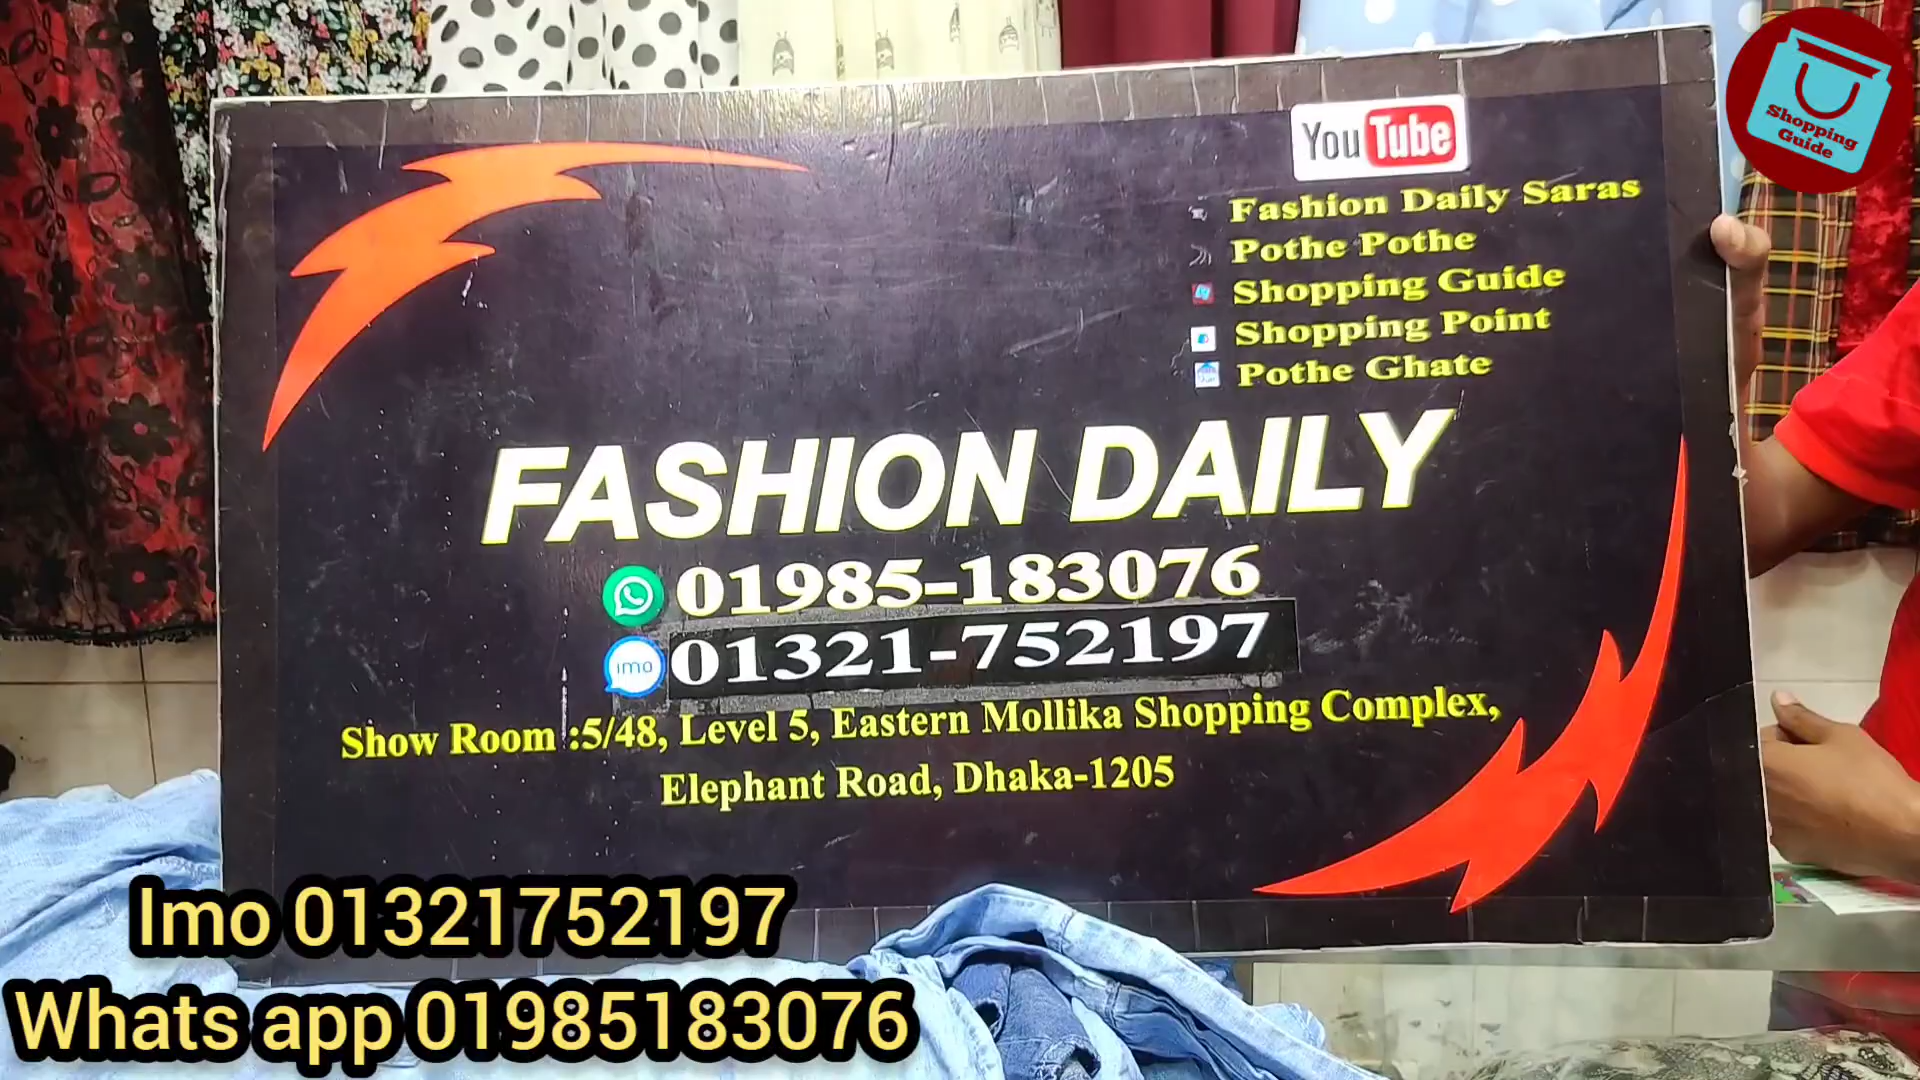 Shopping
Guide
YouTube
Fashion Daily Saras
Pothe Pothe
Shopping Guide
Shopping Point
Pothe Ghate
FASHION DAILY
01985-183076
imo 01321-752197
Show Room :5/48, Level 5, Eastern Mollika Shopping Complex,
Elephant Road, Dhaka-1205
Imo 01321752197
Whats app 01985183076